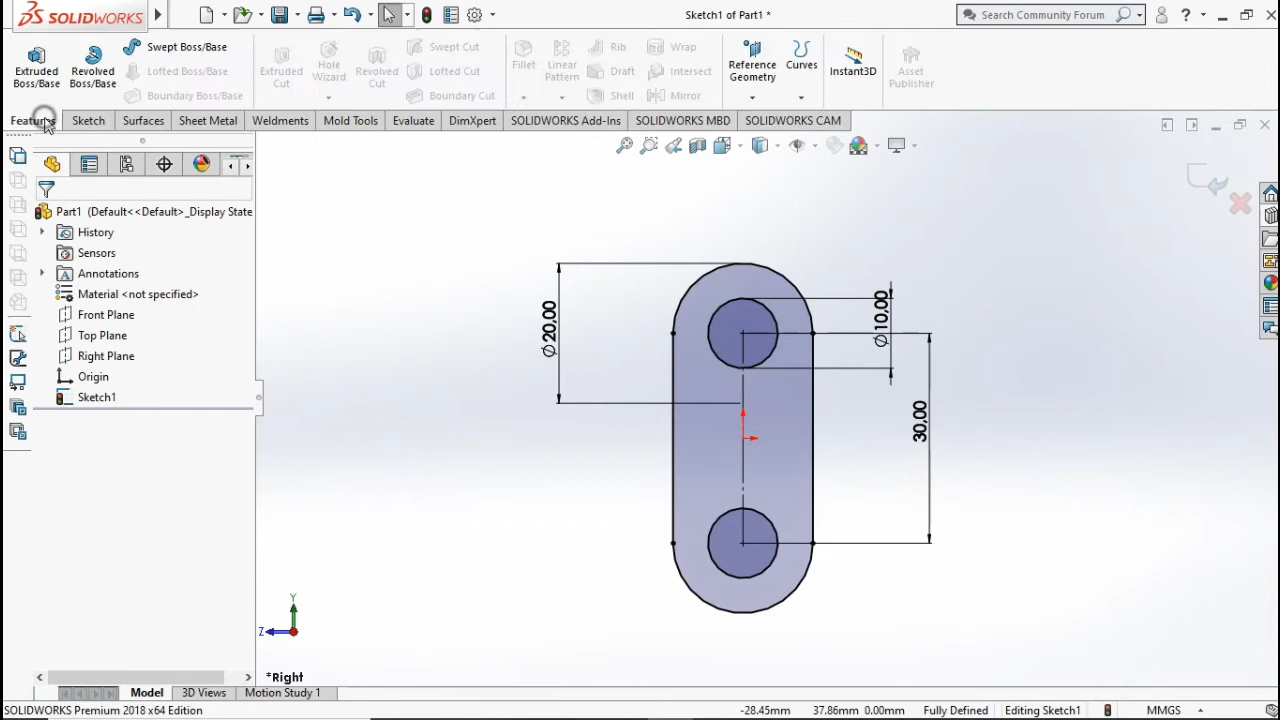 SOLIDWORKS
Sketch1 of Part1 *
Search Community Forum
?
Extruded Boss/Base
Revolved Boss/Base
Swept Boss/Base
Lofted Boss/Base
Boundary Boss/Base
Extruded Cut
Hole Wizard
Revolved Cut
Swept Cut
Lofted Cut
Boundary Cut
Fillet
Linear Pattern
Rib
Draft
Shell
Wrap
Intersect
Mirror
Reference Geometry
Curves
Instant3D
Asset Publisher
Features
Sketch
Surfaces
Sheet Metal
Weldments
Mold Tools
Evaluate
DimXpert
SOLIDWORKS Add-Ins
SOLIDWORKS MBD
SOLIDWORKS CAM
Part1 (Default<<Default>_Display State
History
Sensors
Annotations
Material <not specified>
Front Plane
Top Plane
Right Plane
Origin
Sketch1
∅20,00
∅10,00
30,00
Y
Z
*Right
Model
3D Views
Motion Study 1
SOLIDWORKS Premium 2018 x64 Edition
-28.45mm
37.86mm 0.00mm
Fully Defined
Editing Sketch1
MMGS